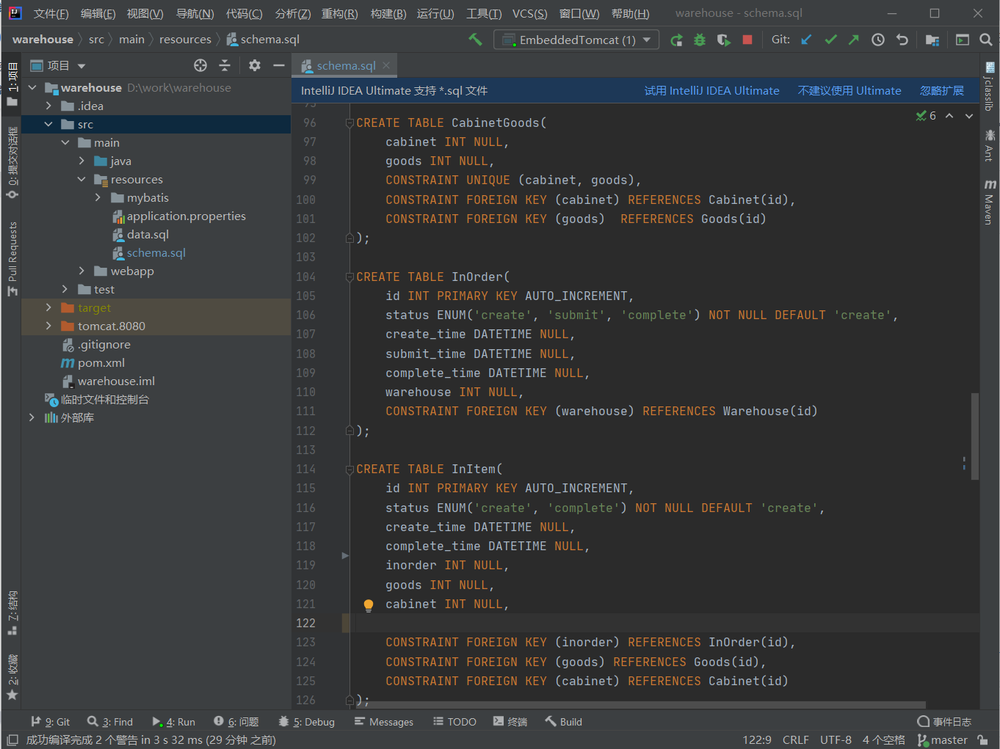 文件(F) 编辑(E) 视图(V) 导航(N) 代码(C) 分析(Z) 重构(R) 构建(B) 运行(U) 工具(T) VCS(S) 窗口(W) 帮助(H) warehouse - schema.sql
warehouse src main resources schema.sql EmbeddedTomcat (1) Git:
项目 schema.sql
IntelliJ IDEA Ultimate 支持 *.sql 文件 试用 IntelliJ IDEA Ultimate 不建议使用 Ultimate 忽略扩展
1: 项目
0: 提交对话框
Pull Requests
Z: 结构
2: 收藏
warehouse D:\work\warehouse
.idea
src
main
java
resources
mybatis
application.properties
data.sql
schema.sql
webapp
test
target
tomcat.8080
.gitignore
pom.xml
warehouse.iml
临时文件和控制台
外部库
6
95
96 CREATE TABLE CabinetGoods(
97 cabinet INT NULL,
98 goods INT NULL,
99 CONSTRAINT UNIQUE (cabinet, goods),
100 CONSTRAINT FOREIGN KEY (cabinet) REFERENCES Cabinet(id),
101 CONSTRAINT FOREIGN KEY (goods)  REFERENCES Goods(id)
102 );
103
104 CREATE TABLE InOrder(
105 id INT PRIMARY KEY AUTO_INCREMENT,
106 status ENUM('create', 'submit', 'complete') NOT NULL DEFAULT 'create',
107 create_time DATETIME NULL,
108 submit_time DATETIME NULL,
109 complete_time DATETIME NULL,
110 warehouse INT NULL,
111 CONSTRAINT FOREIGN KEY (warehouse) REFERENCES Warehouse(id)
112 );
113
114 CREATE TABLE InItem(
115 id INT PRIMARY KEY AUTO_INCREMENT,
116 status ENUM('create', 'complete') NOT NULL DEFAULT 'create',
117 create_time DATETIME NULL,
118 complete_time DATETIME NULL,
119 inorder INT NULL,
120 goods INT NULL,
121 cabinet INT NULL,
122
123 CONSTRAINT FOREIGN KEY (inorder) REFERENCES InOrder(id),
124 CONSTRAINT FOREIGN KEY (goods) REFERENCES Goods(id),
125 CONSTRAINT FOREIGN KEY (cabinet) REFERENCES Cabinet(id)
126 );
jclasslib
Ant
Maven
9: Git 3: Find 4: Run 6: 问题 5: Debug Messages TODO 终端 Build 事件日志
成功编译完成 2 个警告 in 3 s 32 ms (29 分钟 之前) 122:9 CRLF UTF-8 4 个空格 master